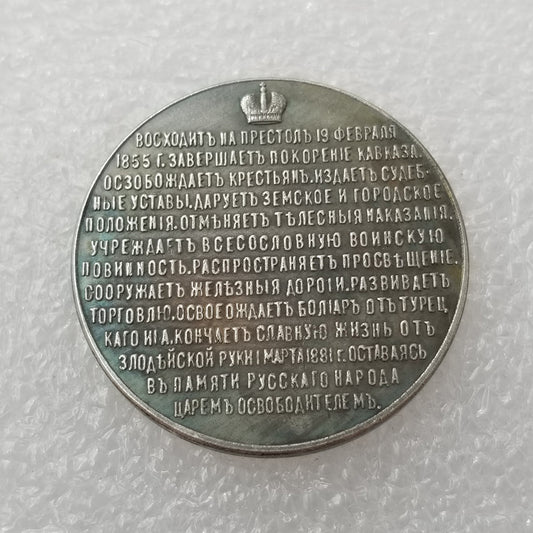 ВОСХОДИТЪ НА ПРЕСТОЛЪ 19 ФЕВРАЛЯ
1855 Г. ЗАВЕРШАЕТЪ ПОКОРЕНІЕ КАВКАЗА.
ОСЗОБОЖДАЕТЪ КРЕСТЬЯНЪ. ИЗДАЕТЪ СУДЕБ-
НЫЕ УСТАВЫ. ДАРУЕТЪ ЗЕМСКОЕ И ГОРОДСКОЕ
ПОЛОЖЕНІЯ. ОТМѢНЯЕТЪ ТѢЛЕСНЫЯ НАКАЗАНІЯ.
УЧРЕЖДАЕТЪ ВСЕСОСЛОВНУЮ ВОИНСКУЮ
ПОВИННОСТЬ. РАСПРОСТРАНЯЕТЪ ПРОСВѢЩЕНІЕ.
СООРУЖАЕТЪ ЖЕЛѢЗНЫЯ ДОРОГИ. РАЗВИВАЕТЪ
ТОРГОВЛЮ. ОСВОБОЖДАЕТЪ БОЛГАРЪ ОТЪ ТУРЕЦ.
КАГО ИГА. КОНЧАЕТЪ СЛАВНУЮ ЖИЗНЬ ОТЪ
ЗЛОДѢЙСКОЙ РУКИ 1 МАРТА 1881 Г. ОСТАВАЯСЬ
ВЪ ПАМЯТИ РУССКАГО НАРОДА
ЦАРЕМЪ ОСВОБОДИТЕЛЕМЪ.